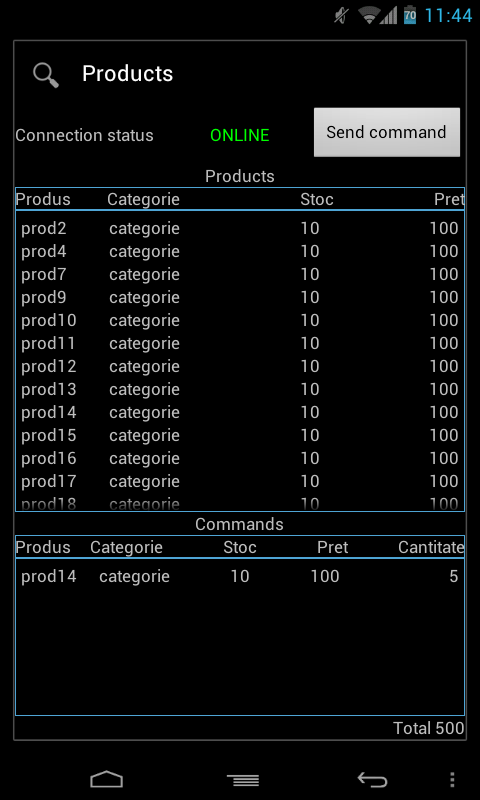 70 11:44
Products
Connection status ONLINE Send command
Products
Produs Categorie Stoc Pret
prod2 categorie 10 100
prod4 categorie 10 100
prod7 categorie 10 100
prod9 categorie 10 100
prod10 categorie 10 100
prod11 categorie 10 100
prod12 categorie 10 100
prod13 categorie 10 100
prod14 categorie 10 100
prod15 categorie 10 100
prod16 categorie 10 100
prod17 categorie 10 100
prod18 categorie 10 100
Commands
Produs Categorie Stoc Pret Cantitate
prod14 categorie 10 100 5
Total 500